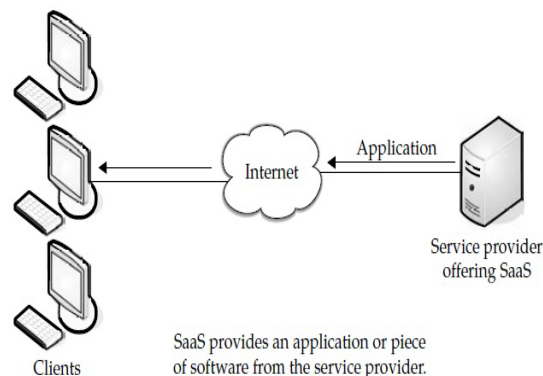 Application
Internet
Service provider
offering SaaS
Clients
SaaS provides an application or piece
of software from the service provider.